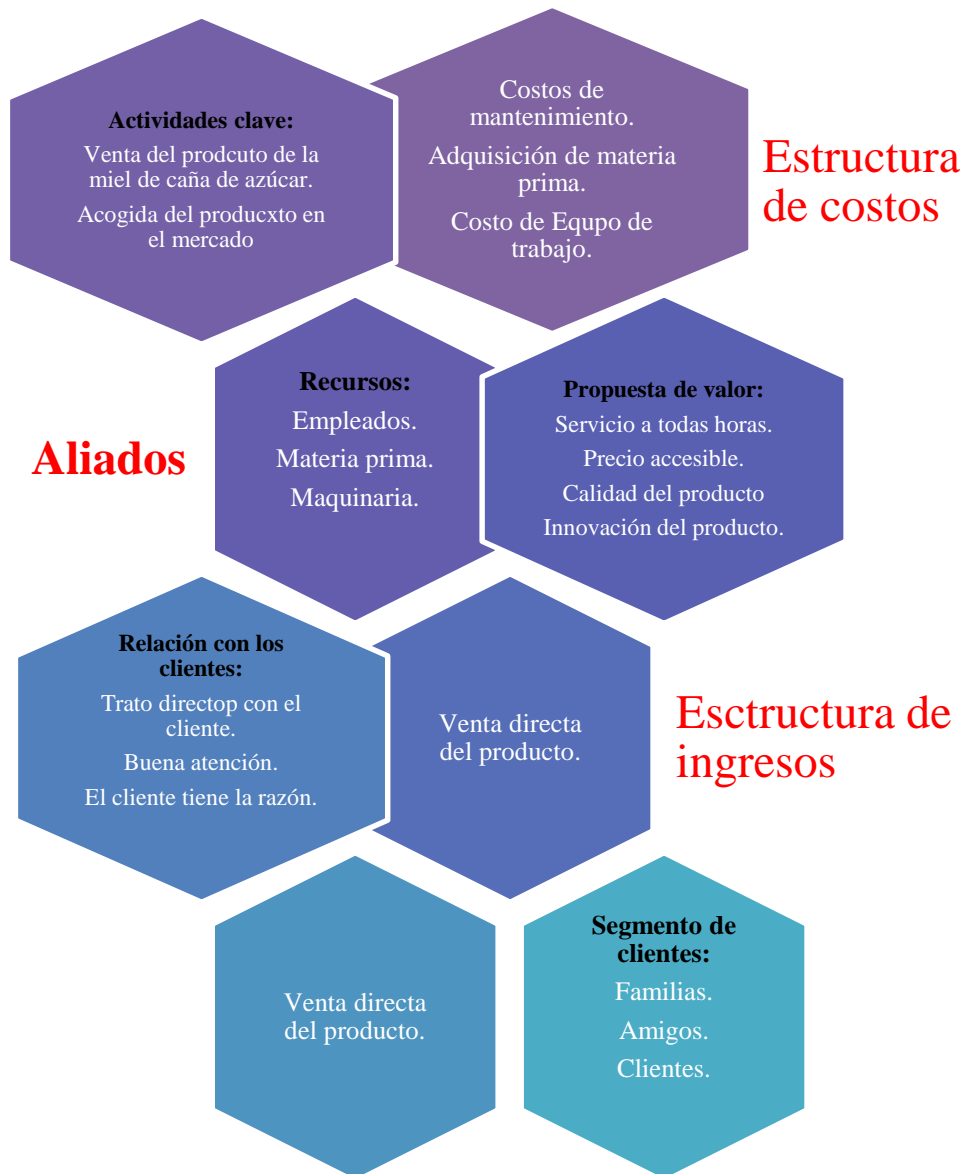 Actividades clave:
Venta del prodcuto de la
miel de caña de azúcar.
Acogida del producxto en
el mercado
Costos de
mantenimiento.
Adquisición de materia
prima.
Costo de Equpo de
trabajo.
Estructura
de costos
Aliados
Recursos:
Empleados.
Materia prima.
Maquinaria.
Propuesta de valor:
Servicio a todas horas.
Precio accesible.
Calidad del producto
Innovación del producto.
Relación con los
clientes:
Trato directop con el
cliente.
Buena atención.
El cliente tiene la razón.
Venta directa
del producto.
Esctructura de
ingresos
Venta directa
del producto.
Segmento de
clientes:
Familias.
Amigos.
Clientes.